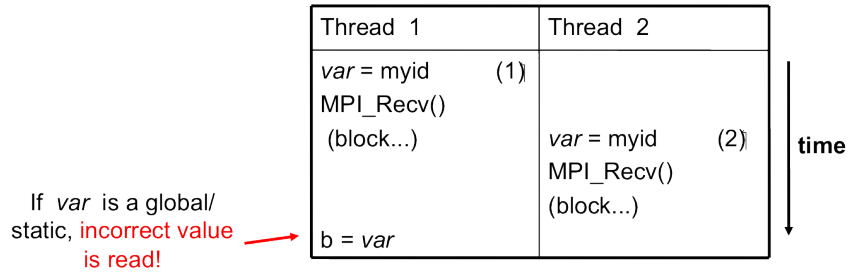 Thread 1
Thread 2
var = myid (1)
MPI_Recv()
(block...)
var = myid (2)
MPI_Recv()
(block...)
b = var
time
If var is a global/
static, incorrect value
is read!